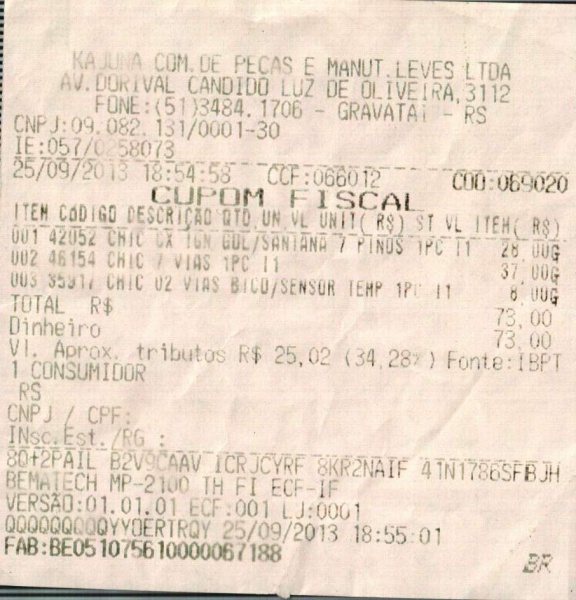 KAJUNA COM.DE PEÇAS E MANUT.LEVES LTDA
AV.DORIVAL CANDIDO LUZ DE OLIVEIRA,3112
FONE:(51)3484.1706 - GRAVATAI - RS
CNPJ:09.082.131/0001-30
IE:057/0258073
25/09/2013 18:54:58 CCF:066012 COO:069020
CUPOM FISCAL
ITEM CÓDIGO DESCRIÇÃO QTD.UN.VL UNIT( R$) ST VL ITEM( R$)
001 42052 CHIC CX IGN GOL/SANTANA 7 PINOS 1PC I1 28,00G
002 46154 CHIC 7 VIAS 1PC I1 37,00G
003 35917 CHIC 02 VIAS BICO/SENSOR TEMP 1PC I1 8,00G
TOTAL R$ 73,00
Dinheiro 73,00
Vl. Aprox. tributos R$ 25,02 (34,28%) Fonte:IBPT
1 CONSUMIDOR
RS
CNPJ / CPF:
INsc.Est./RG :
80+2PAIL B2V9CAAV ICRJCYRF 8KR2NAIF 41N1786SFBJH
BEMATECH MP-2100 TH FI ECF-IF
VERSÃO:01.01.01 ECF:001 LJ:0001
QQQQQQQQQYYOERTRQY 25/09/2013 18:55:01
FAB:BE051075610000067188
BR